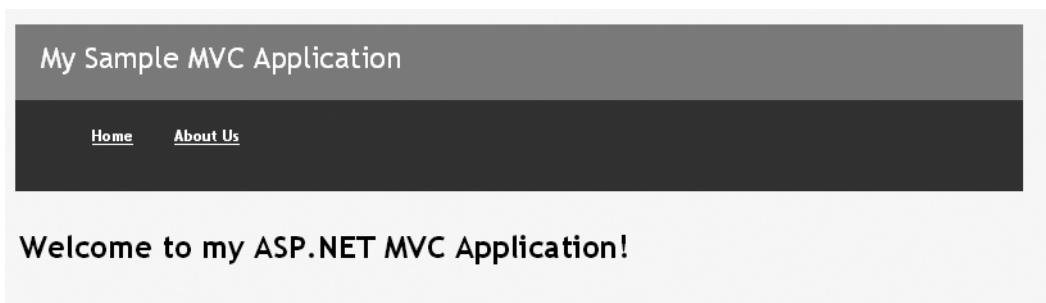 My Sample MVC Application
Home About Us
Welcome to my ASP.NET MVC Application!